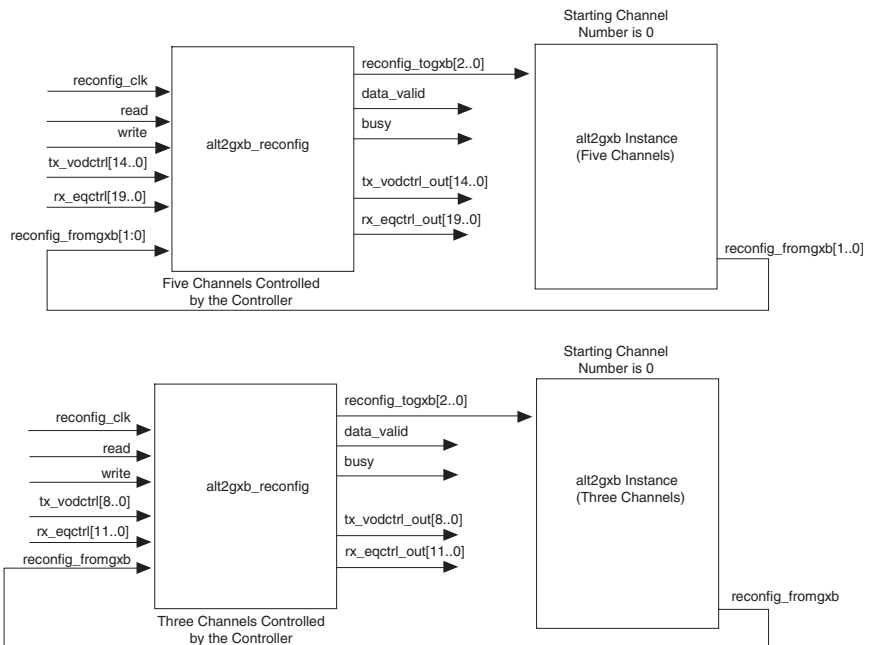 Starting Channel
Number is 0
reconfig_clk
read
write
tx_vodctrl[14..0]
rx_eqctrl[19..0]
reconfig_fromgxb[1:0]
alt2gxb_reconfig
Five Channels Controlled
by the Controller
reconfig_togxb[2..0]
data_valid
busy
tx_vodctrl_out[14..0]
rx_eqctrl_out[19..0]
alt2gxb Instance
(Five Channels)
reconfig_fromgxb[1..0]
Starting Channel
Number is 0
reconfig_clk
read
write
tx_vodctrl[8..0]
rx_eqctrl[11..0]
reconfig_fromgxb
alt2gxb_reconfig
Three Channels Controlled
by the Controller
reconfig_togxb[2..0]
data_valid
busy
tx_vodctrl_out[8..0]
rx_eqctrl_out[11..0]
alt2gxb Instance
(Three Channels)
reconfig_fromgxb